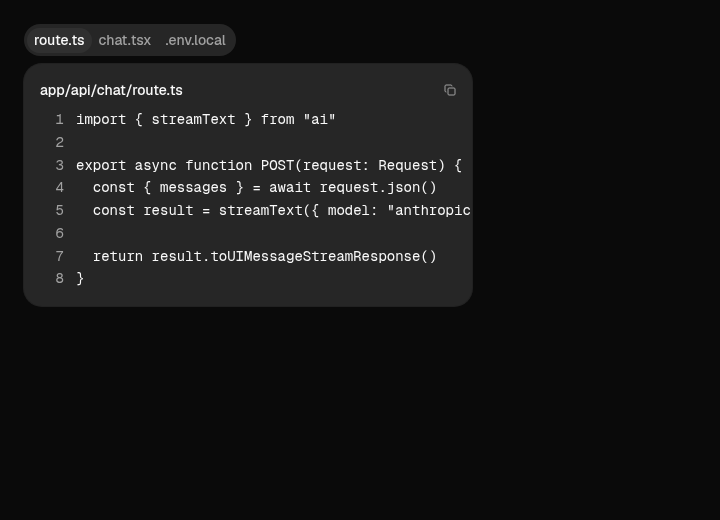 route.ts chat.tsx .env.local
app/api/chat/route.ts
1 import { streamText } from "ai"
2
3 export async function POST(request: Request) {
4   const { messages } = await request.json()
5   const result = streamText({ model: "anthropic
6
7   return result.toUIMessageStreamResponse()
8 }